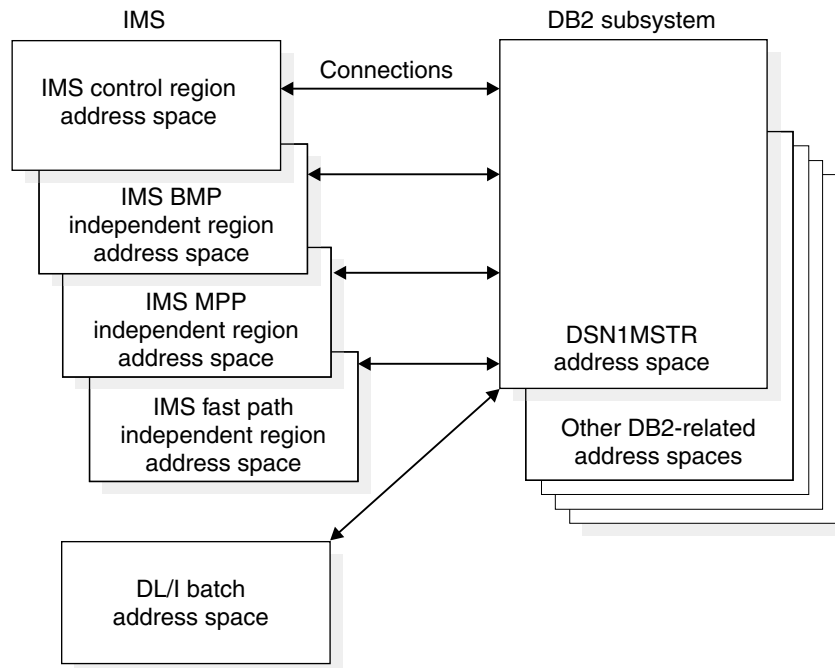 IMS
DB2 subsystem
Connections
IMS control region
address space
IMS BMP
independent region
address space
IMS MPP
independent region
address space
IMS fast path
independent region
address space
DSN1MSTR
address space
Other DB2-related
address spaces
DL/I batch
address space